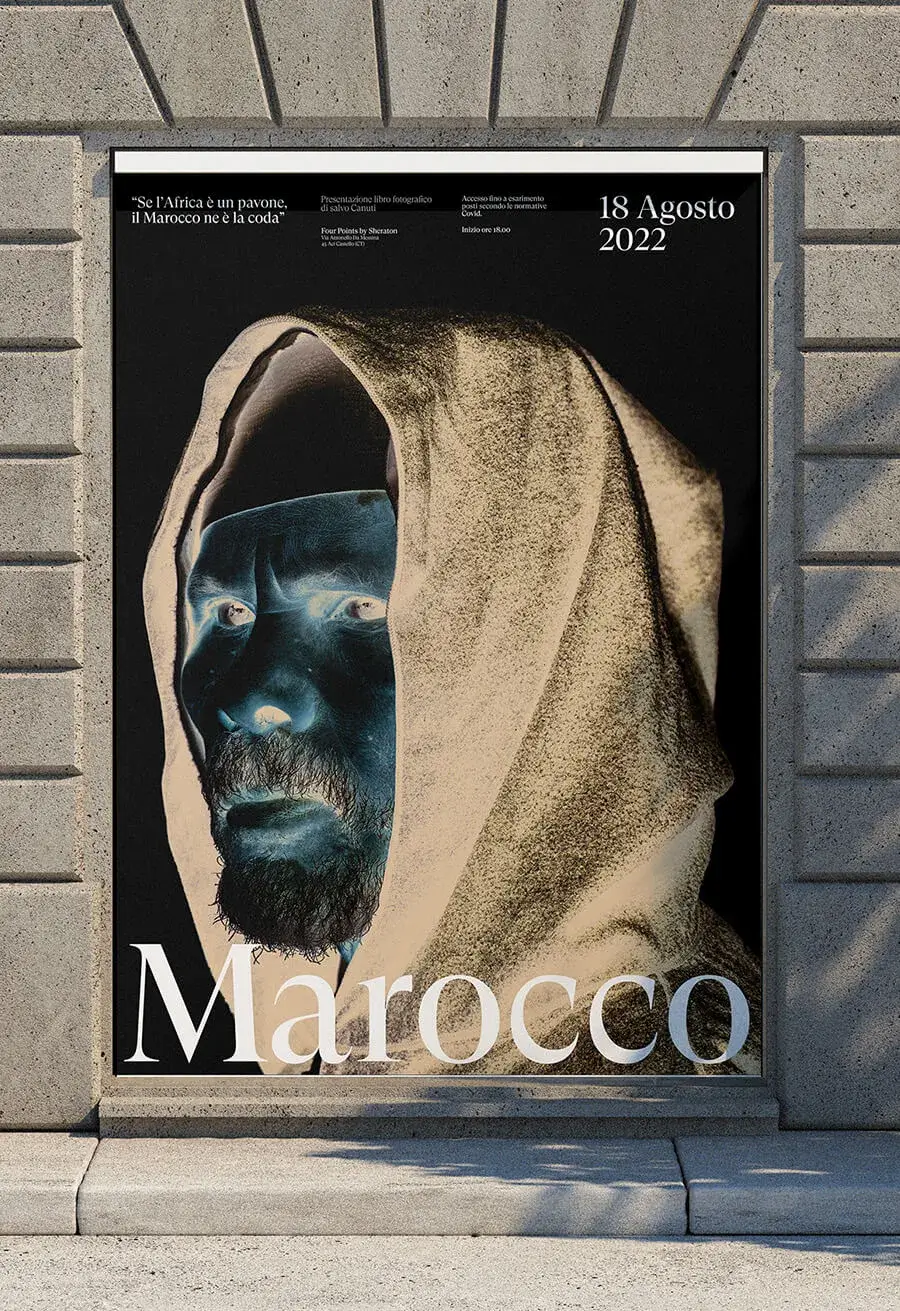 “Se l’Africa è un pavone,
il Marocco ne è la coda”
Presentazione libro fotografico
di salvo Canuti
Four Points by Sheraton
Via Antonello Da Messina
45 Aci Castello (CT)
Accesso fino a esarimento
posti secondo le normative
Covid.
Inizio ore 18.00
18 Agosto
2022
Marocco